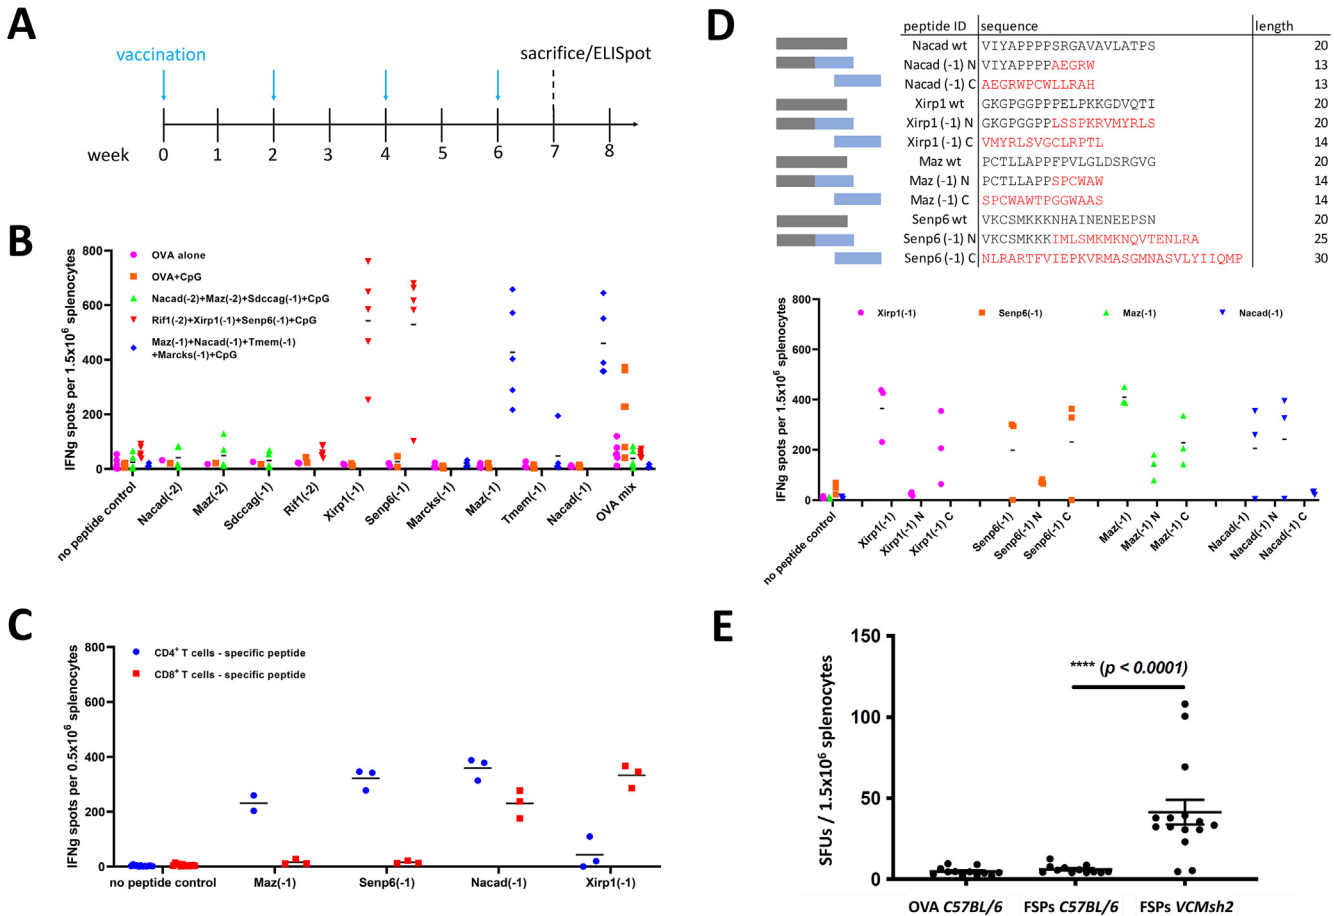 A
vaccination
sacrifice/ELISpot
week
0 1 2 3 4 5 6 7 8
B
IFNg spots per 1.5x10⁶ splenocytes
800
600
400
200
0
OVA alone
OVA+CpG
Nacad(-2)+Maz(-2)+Sdccag(-1)+CpG
Rif1(-2)+Xirp1(-1)+Senp6(-1)+CpG
Maz(-1)+Nacad(-1)+Tmem(-1)
+Marcks(-1)+CpG
no peptide control
Nacad(-2)
Maz(-2)
Sdccag(-1)
Rif1(-2)
Xirp1(-1)
Senp6(-1)
Marcks(-1)
Maz(-1)
Tmem(-1)
Nacad(-1)
OVA mix
C
IFNg spots per 0.5x10⁶ splenocytes
800
600
400
200
0
CD4⁺ T cells - specific peptide
CD8⁺ T cells - specific peptide
no peptide control
Maz(-1)
Senp6(-1)
Nacad(-1)
Xirp1(-1)
D
peptide ID sequence length
Nacad wt VIYAPPPPSRGAVAVLATPS 20
Nacad (-1) N VIYAPPPPAEGRW 13
Nacad (-1) C AEGRWPCWLLRAH 13
Xirp1 wt GKGPGGPPPELPKKGDVQTI 20
Xirp1 (-1) N GKGPGGPPLSSPKRVMYRLS 20
Xirp1 (-1) C VMYRLSVGCLRPTL 14
Maz wt PCTLLAPPFPVLGLDSRGVG 20
Maz (-1) N PCTLLAPPSPCWAW 14
Maz (-1) C SPCWAWTPGGWAAS 14
Senp6 wt VKCSMKKKNHAINENEEPSN 20
Senp6 (-1) N VKCSMKKKIMLSMKMKNQVTENLRA 25
Senp6 (-1) C NLRARTFVIEPKVRMASGMNASVLYIIQMP 30
IFNg spots per 1.5x10⁶ splenocytes
800
600
400
200
0
Xirp1(-1) Senp6(-1) Maz(-1) Nacad(-1)
no peptide control
Xirp1(-1)
Xirp1(-1) N
Xirp1(-1) C
Senp6(-1)
Senp6(-1) N
Senp6(-1) C
Maz(-1)
Maz(-1) N
Maz(-1) C
Nacad(-1)
Nacad(-1) N
Nacad(-1) C
E
SFUs / 1.5x10⁶ splenocytes
150
100
50
0
**** (p < 0.0001)
OVA C57BL/6
FSPs C57BL/6
FSPs VCMsh2